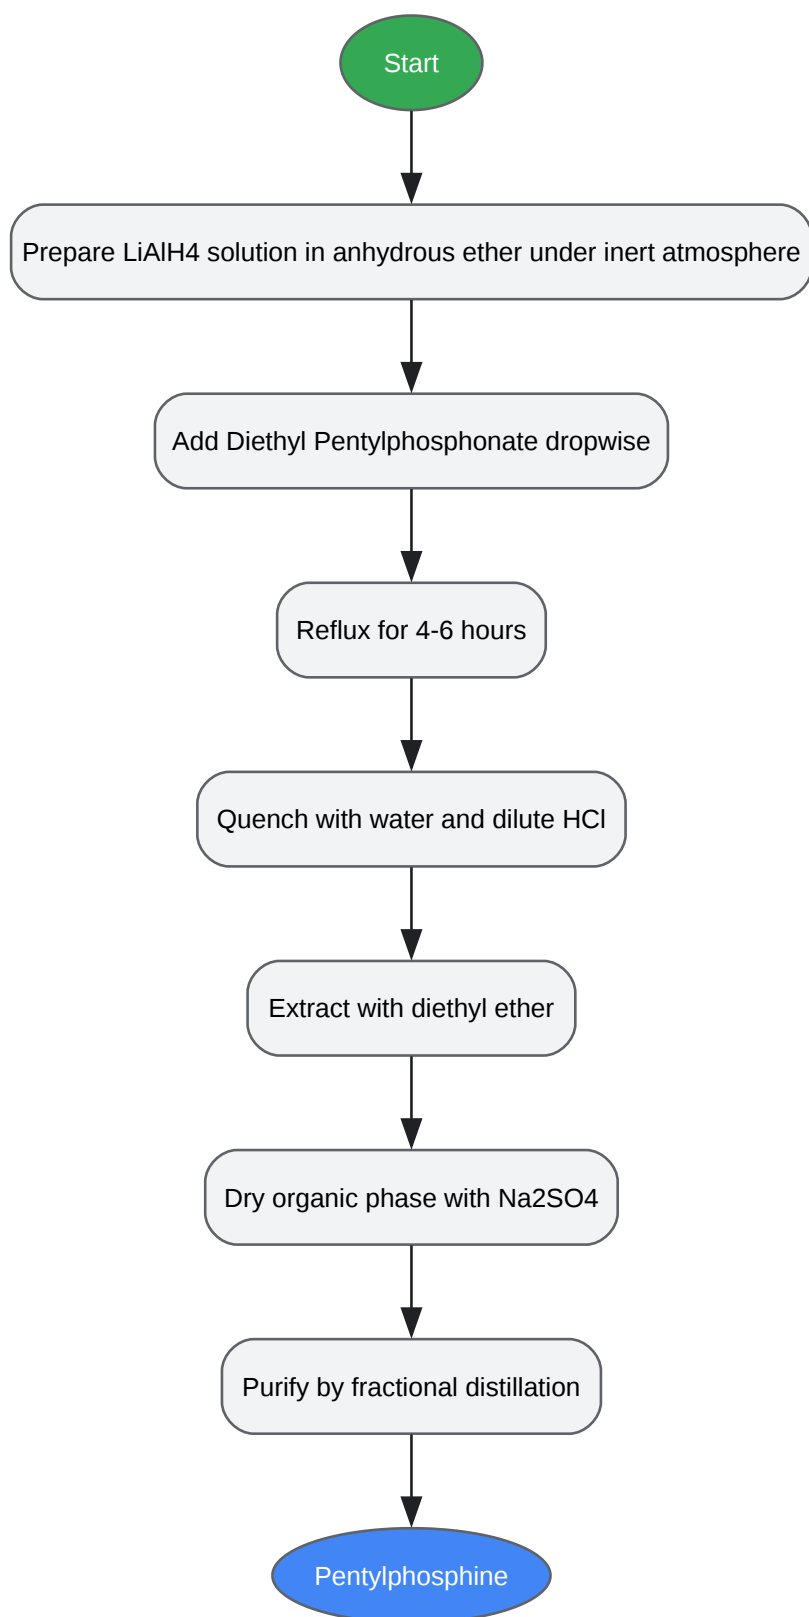 Start
Prepare LiAlH4 solution in anhydrous ether under inert atmosphere
Add Diethyl Pentylphosphonate dropwise
Reflux for 4-6 hours
Quench with water and dilute HCl
Extract with diethyl ether
Dry organic phase with Na2SO4
Purify by fractional distillation
Pentylphosphine